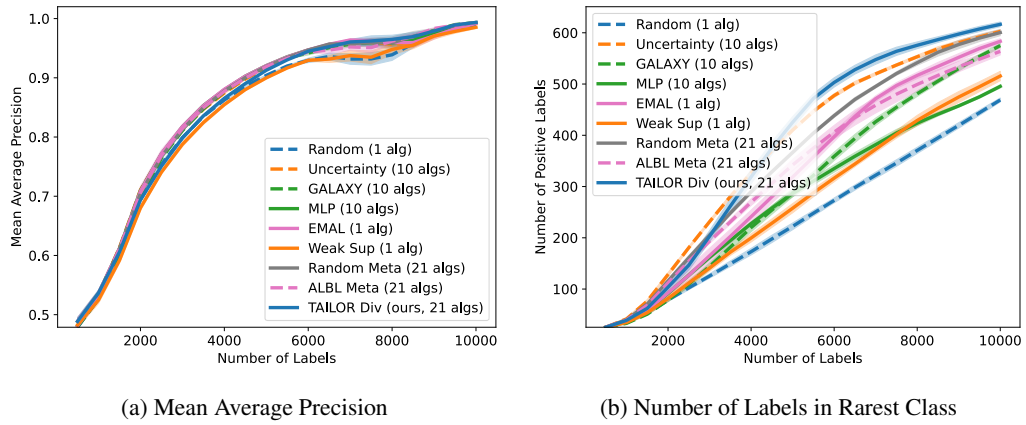 1.0
0.9
0.8
0.7
0.6
0.5
Mean Average Precision
Random (1 alg)
Uncertainty (10 algs)
GALAXY (10 algs)
MLP (10 algs)
EMAL (1 alg)
Weak Sup (1 alg)
Random Meta (21 algs)
ALBL Meta (21 algs)
TAILOR Div (ours, 21 algs)
2000 4000 6000 8000 10000
Number of Labels
(a) Mean Average Precision
600
500
400
300
200
100
Number of Positive Labels
Random (1 alg)
Uncertainty (10 algs)
GALAXY (10 algs)
MLP (10 algs)
EMAL (1 alg)
Weak Sup (1 alg)
Random Meta (21 algs)
ALBL Meta (21 algs)
TAILOR Div (ours, 21 algs)
2000 4000 6000 8000 10000
Number of Labels
(b) Number of Labels in Rarest Class